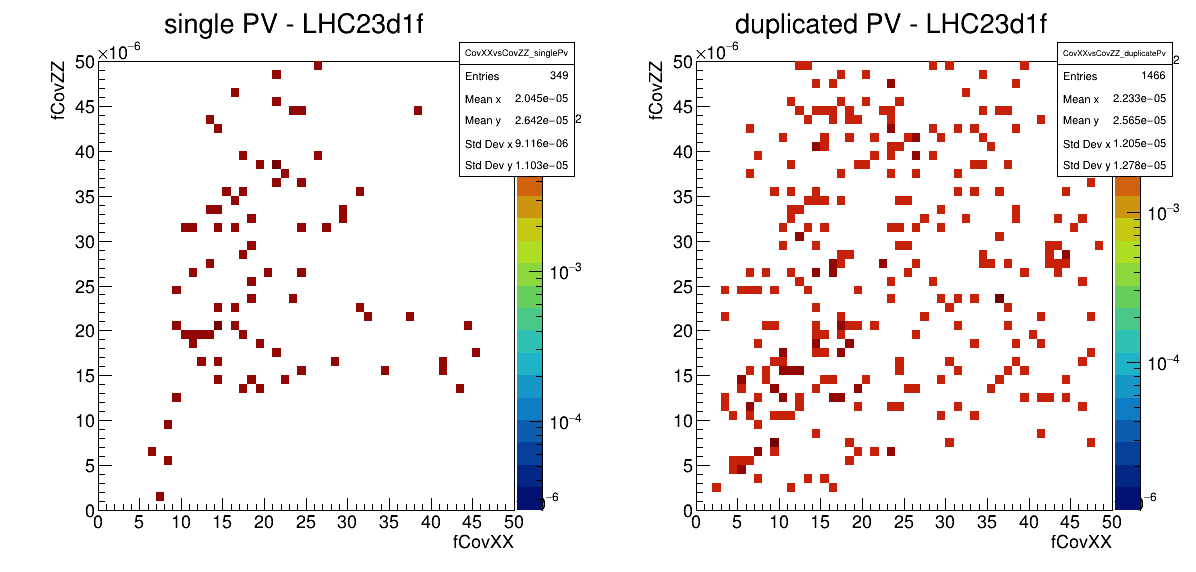 single PV - LHC23d1f
×10⁻⁶
fCovZZ
50
45
40
35
30
25
20
15
10
5
0
0 5 10 15 20 25 30 35 40 45 50
fCovXX
CovXXvsCovZZ_singlePv
Entries 349
Mean x 2.045e−05
Mean y 2.642e−05
Std Dev x 9.116e−06
Std Dev y 1.103e−05
2
10⁻³
10⁻⁴
⁻⁶
duplicated PV - LHC23d1f
×10⁻⁶
fCovZZ
50
45
40
35
30
25
20
15
10
5
0
0 5 10 15 20 25 30 35 40 45 50
fCovXX
CovXXvsCovZZ_duplicatePv
Entries 1466
Mean x 2.233e−05
Mean y 2.565e−05
Std Dev x 1.205e−05
Std Dev y 1.278e−05
2
10⁻³
10⁻⁴
⁻⁶